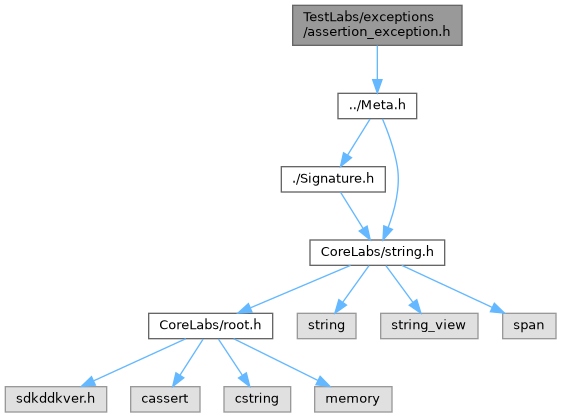 TestLabs/exceptions
/assertion_exception.h
../Meta.h
./Signature.h
CoreLabs/string.h
CoreLabs/root.h
string
string_view
span
sdkddkver.h
cassert
cstring
memory